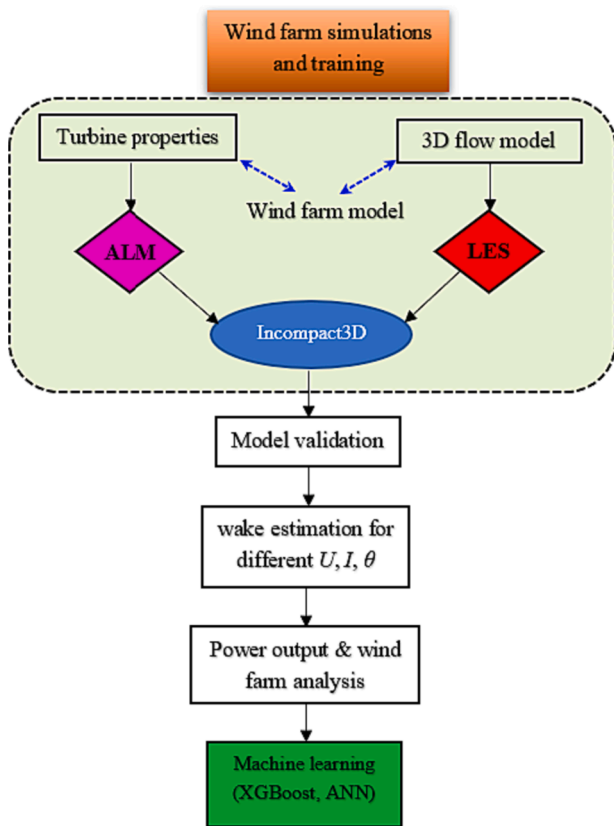 Wind farm simulations
and training
Turbine properties
3D flow model
Wind farm model
ALM
LES
Incompact3D
Model validation
wake estimation for
different U, I, θ
Power output & wind
farm analysis
Machine learning
(XGBoost, ANN)